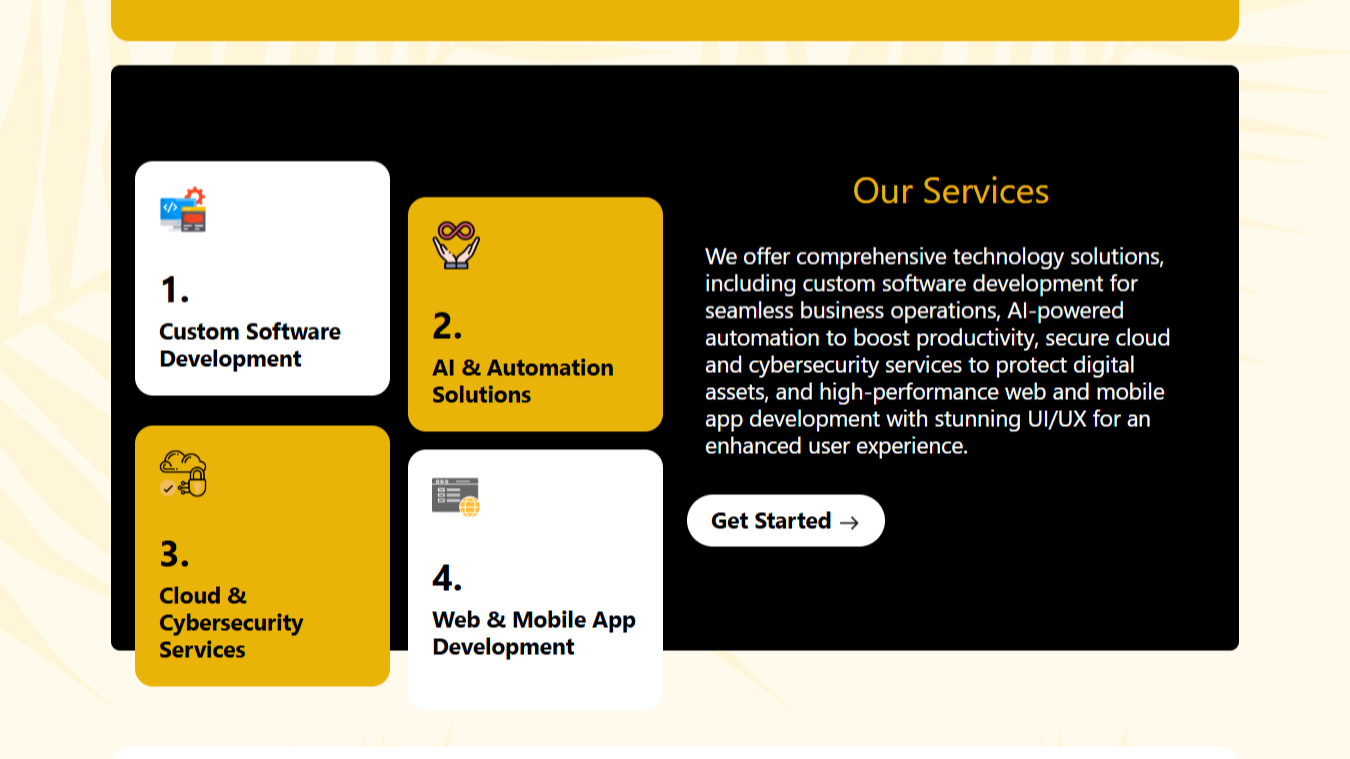 1.
Custom Software
Development
2.
AI & Automation
Solutions
3.
Cloud &
Cybersecurity
Services
4.
Web & Mobile App
Development
Our Services
We offer comprehensive technology solutions,
including custom software development for
seamless business operations, AI-powered
automation to boost productivity, secure cloud
and cybersecurity services to protect digital
assets, and high-performance web and mobile
app development with stunning UI/UX for an
enhanced user experience.
Get Started →